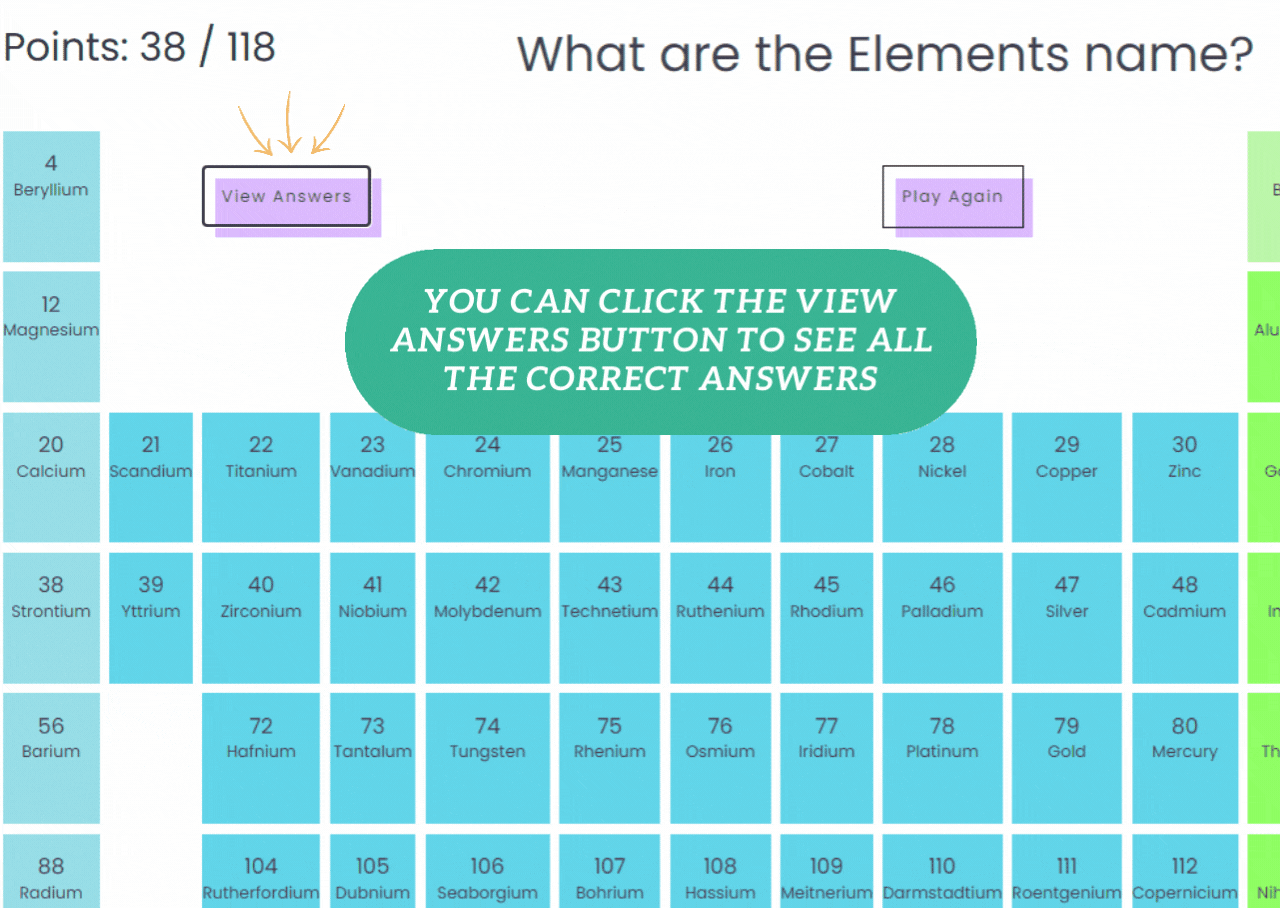 Points: 38 / 118
What are the Elements name?
4
Beryllium
View Answers
Play Again
B
YOU CAN CLICK THE VIEW
ANSWERS BUTTON TO SEE ALL
THE CORRECT ANSWERS
12
Magnesium
Alu
20 21 22 23 24 25 26 27 28 29 30
Calcium Scandium Titanium Vanadium Chromium Manganese Iron Cobalt Nickel Copper Zinc
38 39 40 41 42 43 44 45 46 47 48
Strontium Yttrium Zirconium Niobium Molybdenum Technetium Ruthenium Rhodium Palladium Silver Cadmium In
56 72 73 74 75 76 77 78 79 80
Barium Hafnium Tantalum Tungsten Rhenium Osmium Iridium Platinum Gold Mercury Th
88 104 105 106 107 108 109 110 111 112
Radium Rutherfordium Dubnium Seaborgium Bohrium Hassium Meitnerium Darmstadtium Roentgenium Copernicium Nih